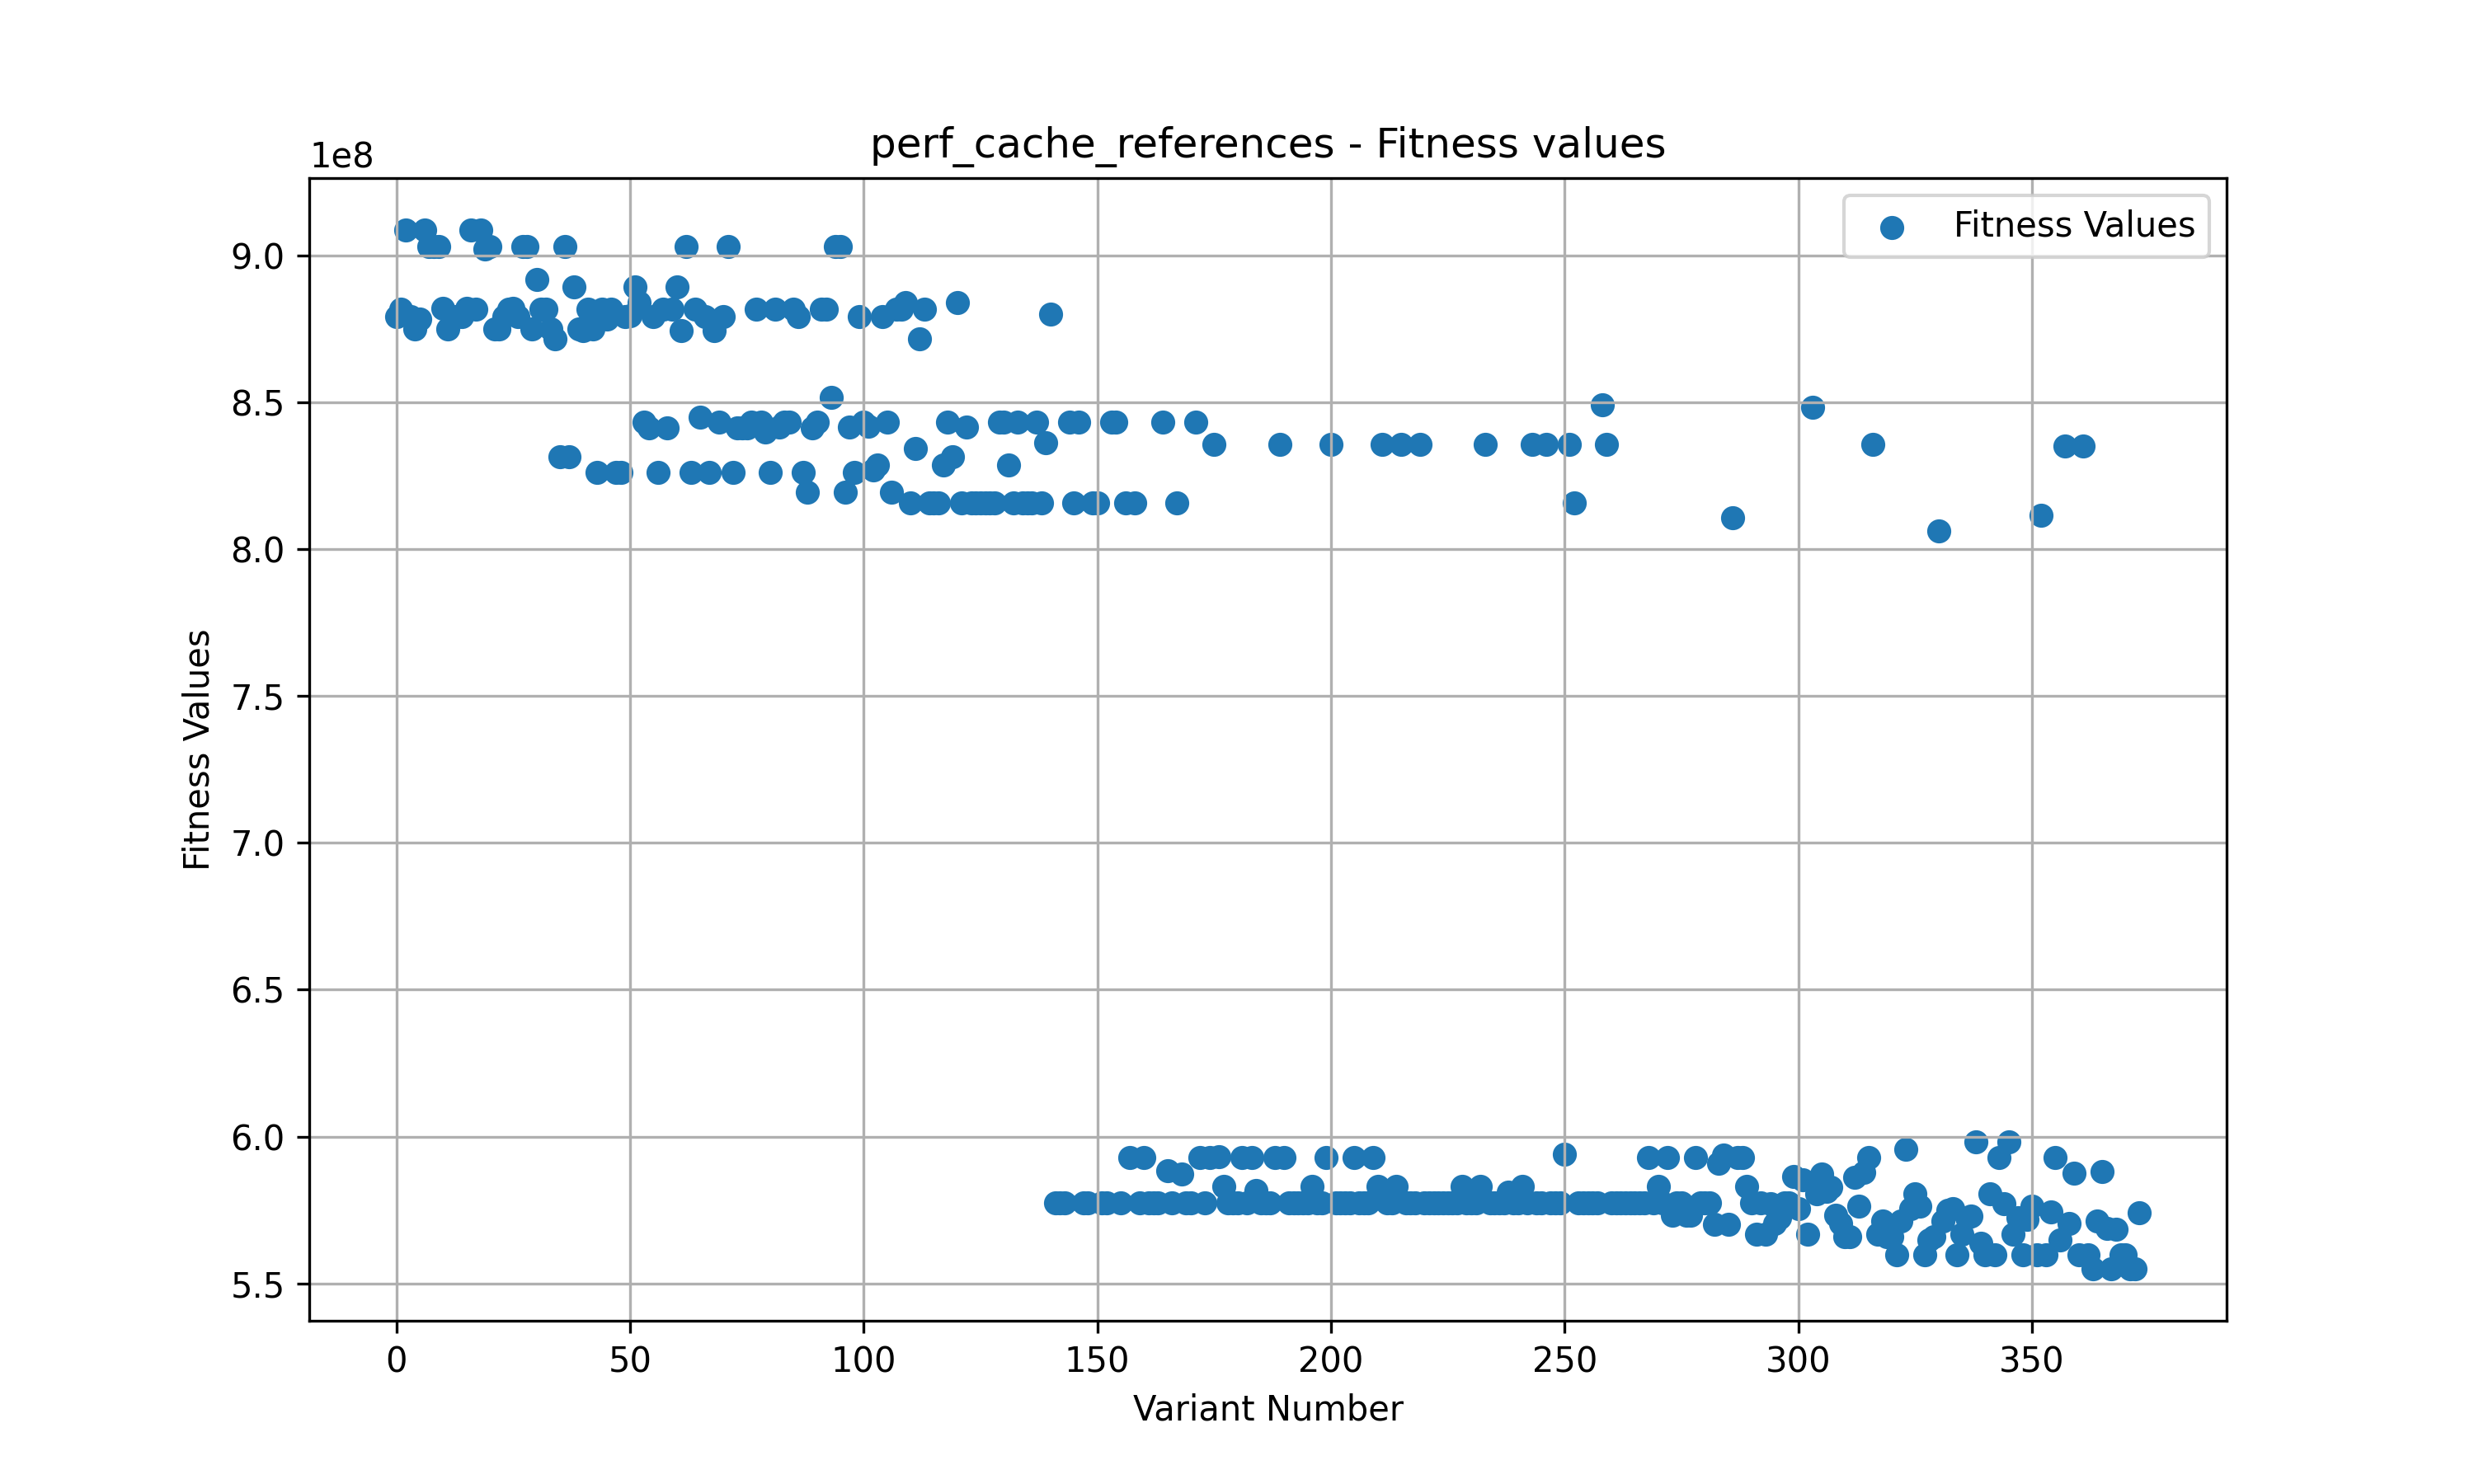 perf_cache_references - Fitness values
1e8
Fitness Values
9.0
8.5
8.0
7.5
7.0
6.5
6.0
5.5
Fitness Values
0 50 100 150 200 250 300 350
Variant Number